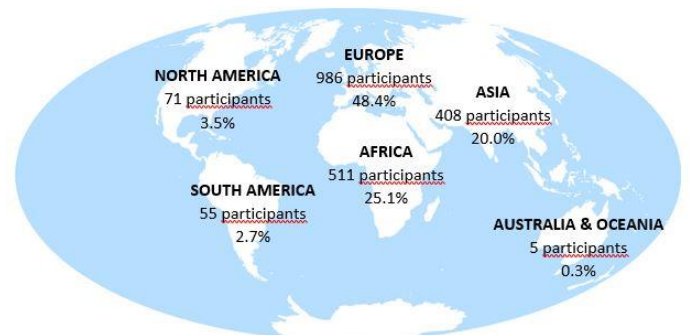 NORTH AMERICA
71 participants
3.5%
EUROPE
986 participants
48.4%
ASIA
408 participants
20.0%
AFRICA
511 participants
25.1%
SOUTH AMERICA
55 participants
2.7%
AUSTRALIA & OCEANIA
5 participants
0.3%